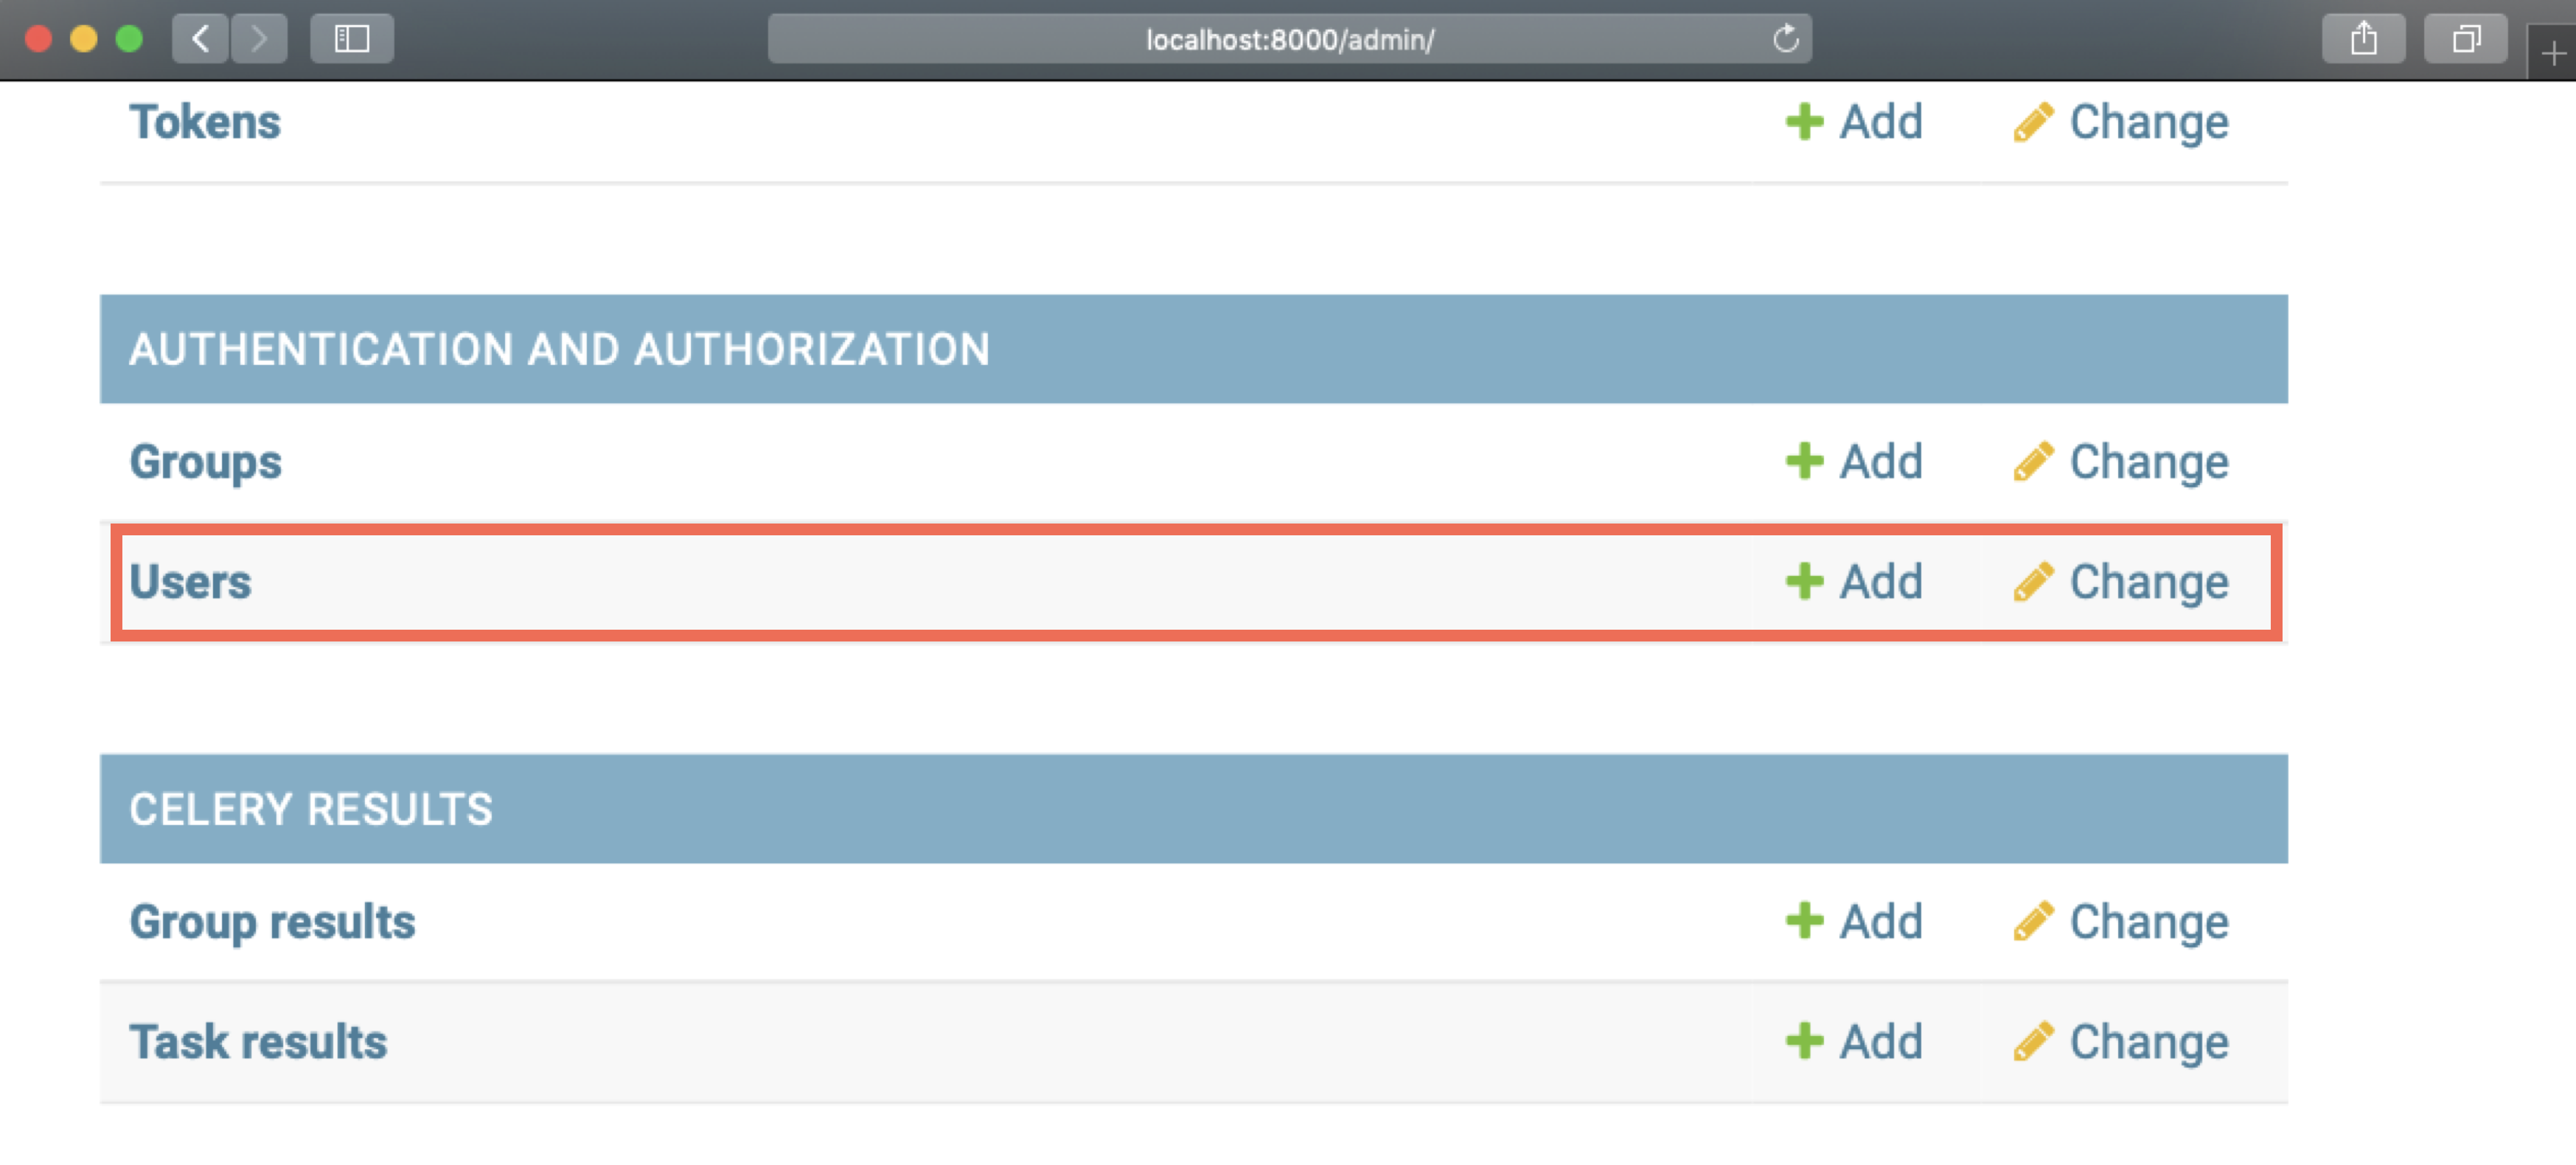 localhost:8000/admin/
Tokens Add Change
AUTHENTICATION AND AUTHORIZATION
Groups Add Change
Users Add Change
CELERY RESULTS
Group results Add Change
Task results Add Change